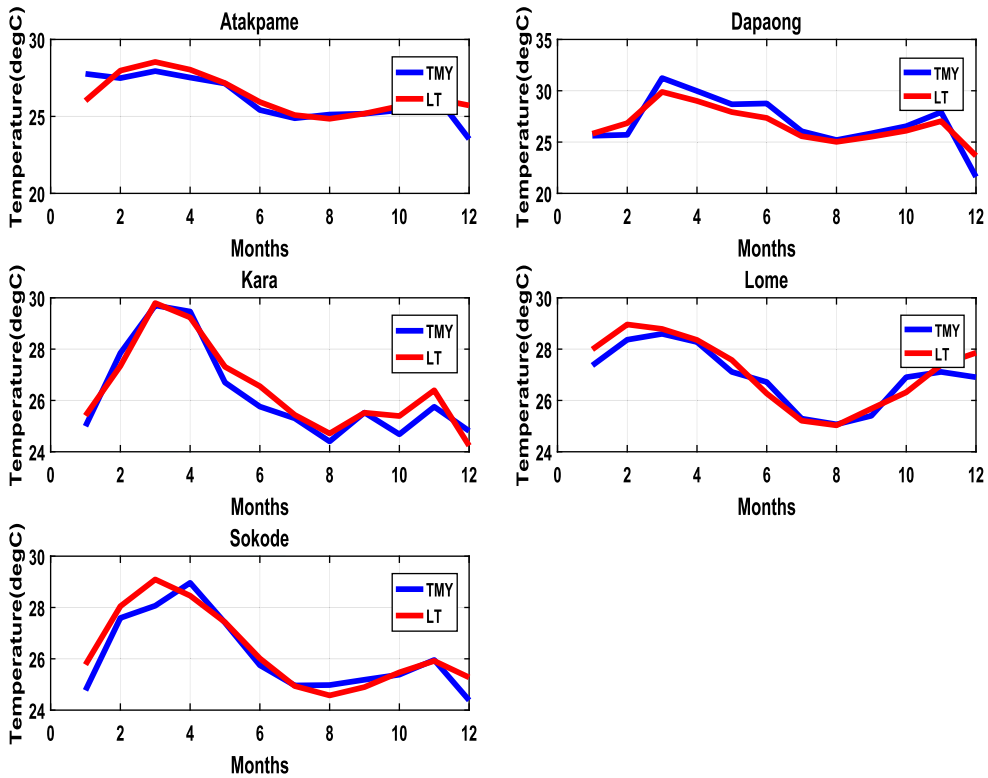 Atakpame
Temperature(degC)
30
25
20
TMY
LT
0 2 4 6 8 10 12
Months
Dapaong
Temperature(degC)
35
30
25
20
TMY
LT
0 2 4 6 8 10 12
Months
Kara
Temperature(degC)
30
28
26
24
TMY
LT
0 2 4 6 8 10 12
Months
Lome
Temperature(degC)
30
28
26
24
TMY
LT
0 2 4 6 8 10 12
Months
Sokode
Temperature(degC)
30
28
26
24
TMY
LT
0 2 4 6 8 10 12
Months